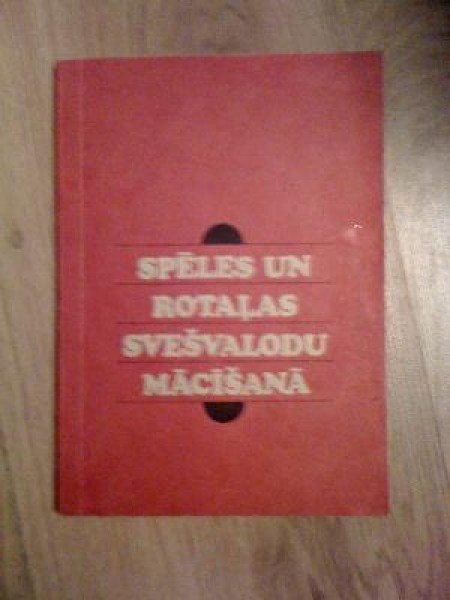 SPĒLES UN
ROTAĻAS
SVEŠVALODU
MĀCĪŠANĀ